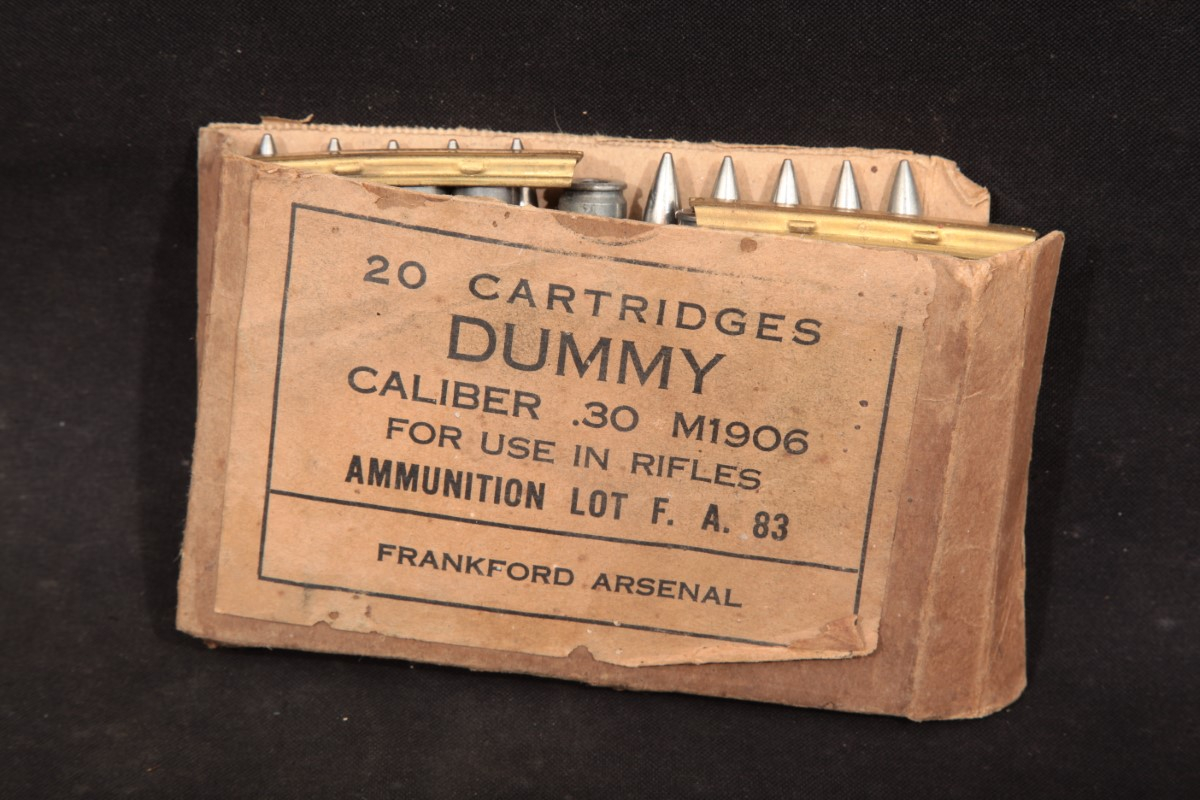 20 CARTRIDGES
DUMMY
CALIBER .30 M1906
FOR USE IN RIFLES
AMMUNITION LOT F. A. 83
FRANKFORD ARSENAL